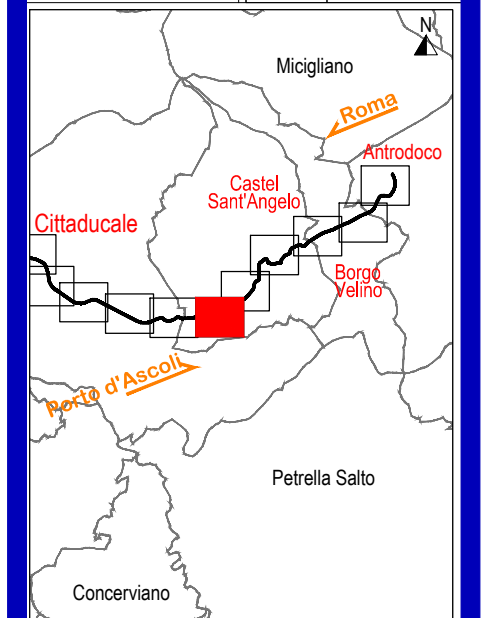 N
Micigliano
Roma
Antrodoco
Castel
Sant'Angelo
Cittaducale
Borgo
Velino
Porto d'Ascoli
Petrella Salto
Concerviano